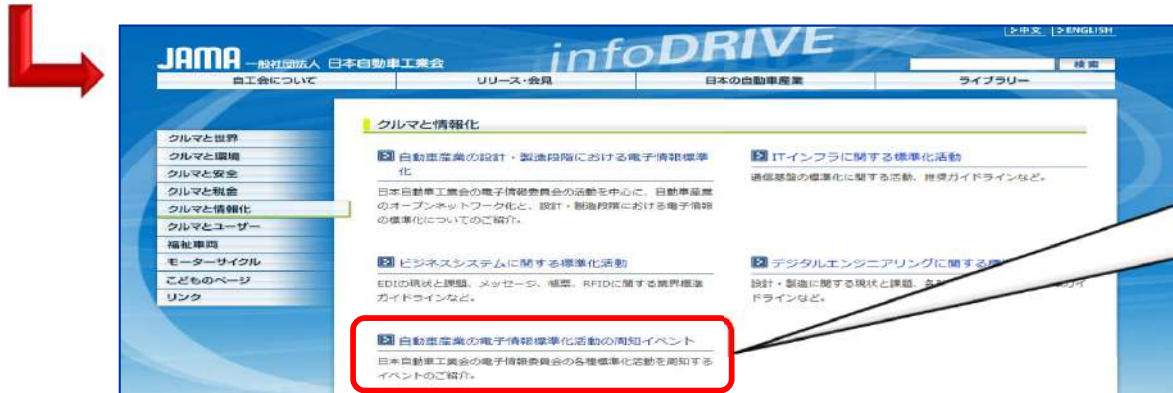 >中文 |>ENGLISH
infoDRIVE
JAMA 一般社団法人 日本自動車工業会
検索
自工会について リリース・会見 日本の自動車産業 ライブラリー
クルマと世界
クルマと環境
クルマと安全
クルマと税金
クルマと情報化
クルマとユーザー
福祉車両
モーターサイクル
こどものページ
リンク
クルマと情報化
自動車産業の設計・製造段階における電子情報標準
化
日本自動車工業会の電子情報委員会の活動を中心に、自動車産業
のオープンネットワーク化と、設計・製造段階における電子情報
の標準化についてのご紹介。
ITインフラに関する標準化活動
通信基盤の標準化に関する活動、推奨ガイドラインなど。
ビジネスシステムに関する標準化活動
EDIの現状と課題、メッセージ、帳票、RFIDに関する業界標準
ガイドラインなど。
デジタルエンジニアリングに関する
設計・製造に関する現状と課題、
ドラインなど。
自動車産業の電子情報標準化活動の周知イベント
日本自動車工業会の電子情報委員会の各種標準化活動を周知する
イベントのご紹介。